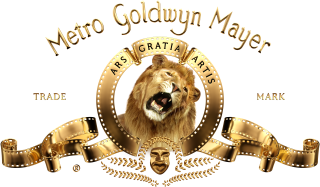 Metro Goldwyn Mayer
ARS GRATIA ARTIS
TRADE MARK
®